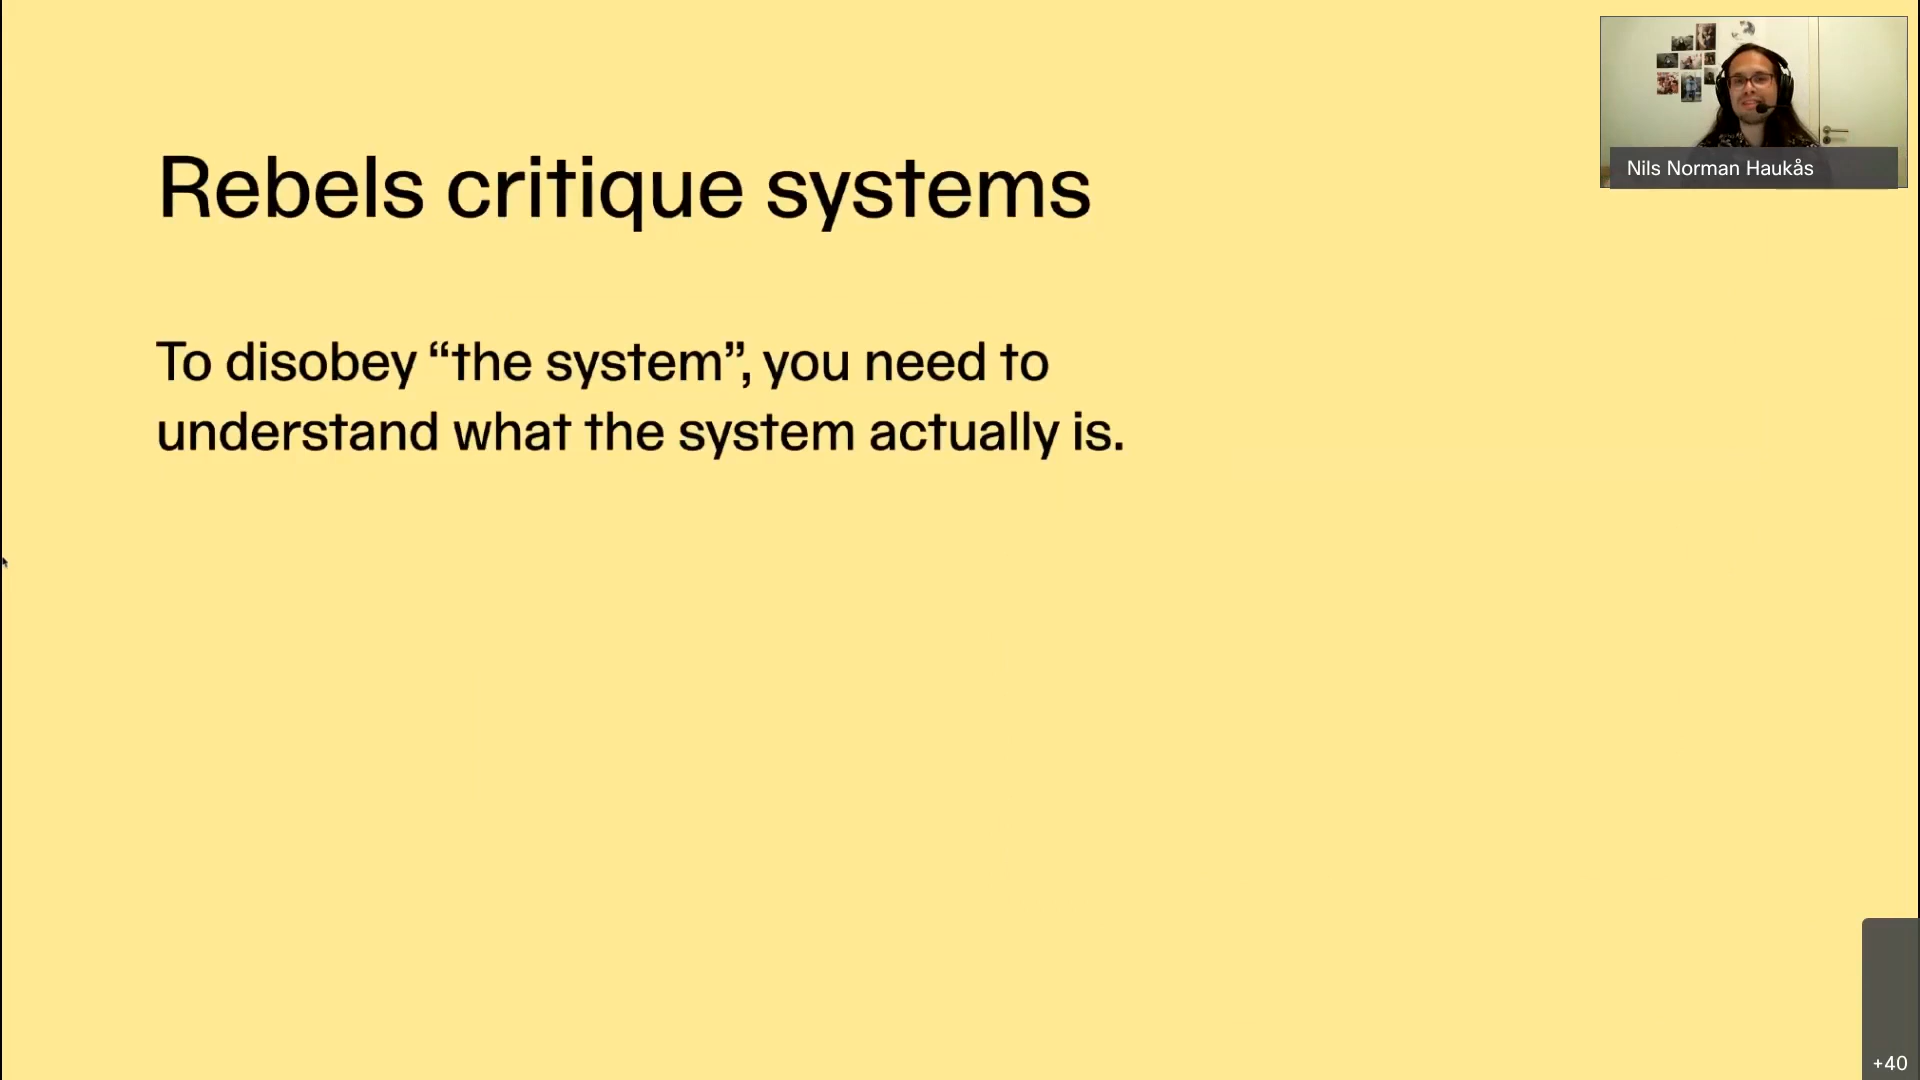 Rebels critique systems
To disobey “the system”, you need to
understand what the system actually is.
Nils Norman Haukås
+40